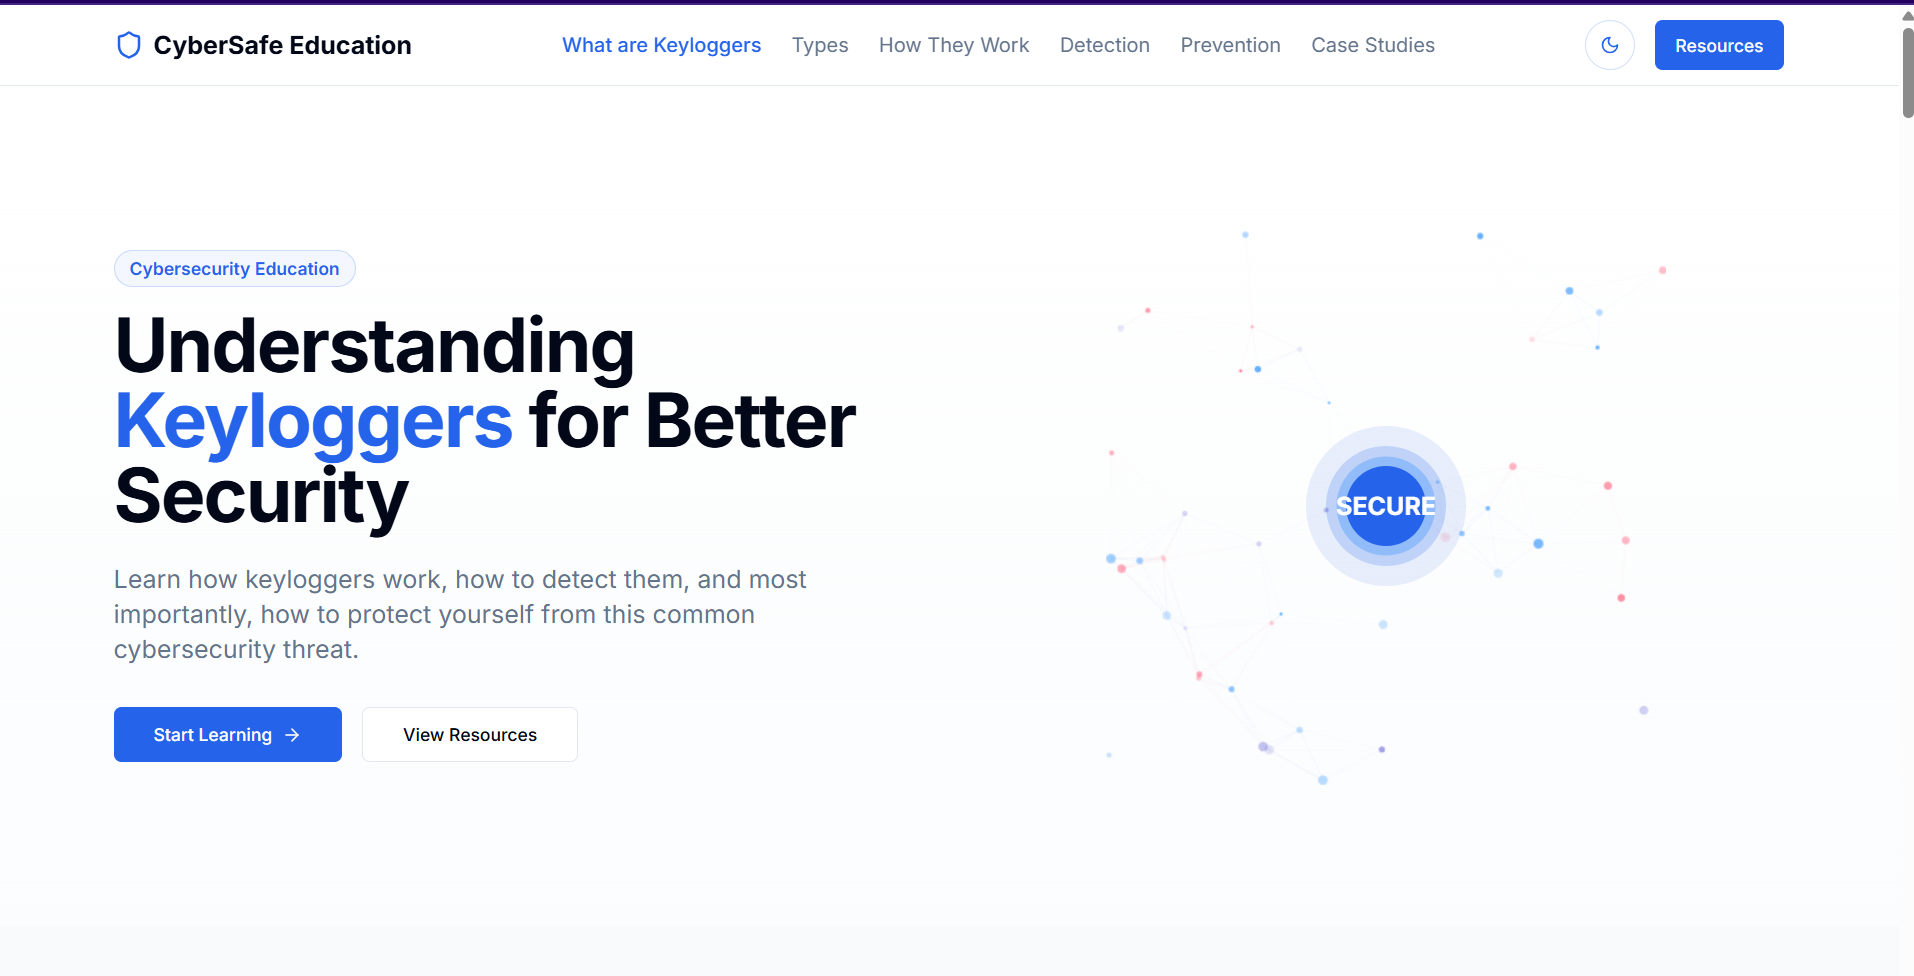 CyberSafe Education
What are Keyloggers
Types
How They Work
Detection
Prevention
Case Studies
Resources
Cybersecurity Education
Understanding
Keyloggers for Better
Security
Learn how keyloggers work, how to detect them, and most
importantly, how to protect yourself from this common
cybersecurity threat.
Start Learning
View Resources
SECURE